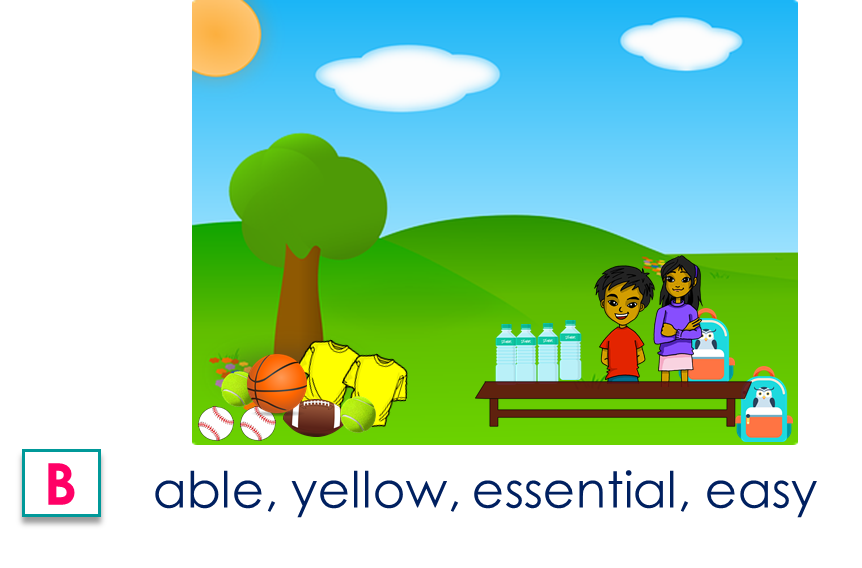 B
able, yellow, essential, easy